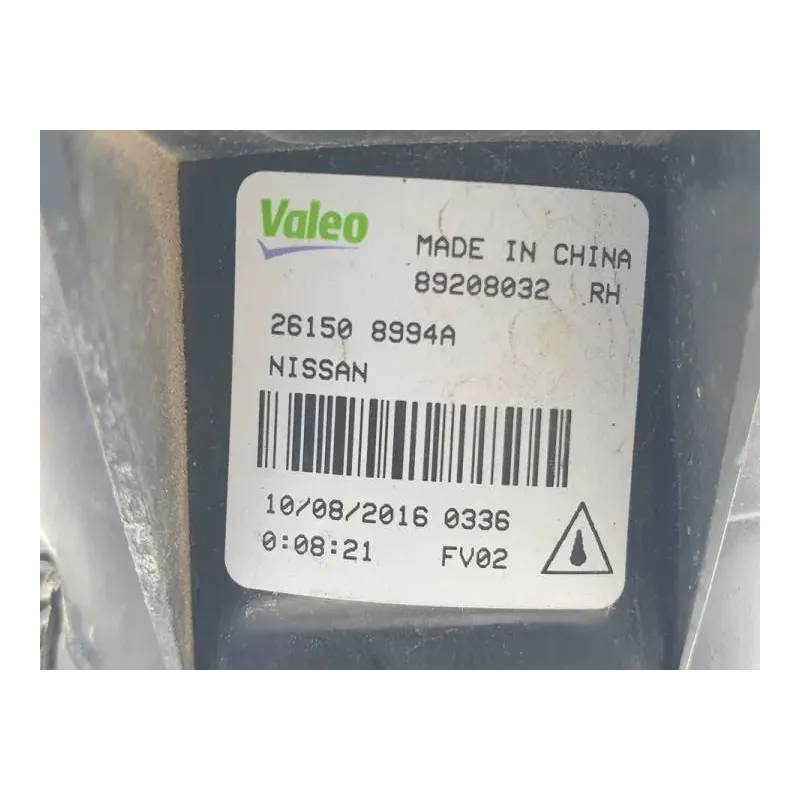 Valeo
MADE IN CHINA
89208032 RH
26150 8994A
NISSAN
10/08/2016 0336
0:08:21 FV02